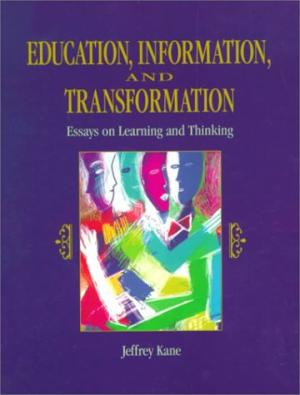 EDUCATION, INFORMATION,
AND
TRANSFORMATION
Essays on Learning and Thinking
Jeffrey Kane